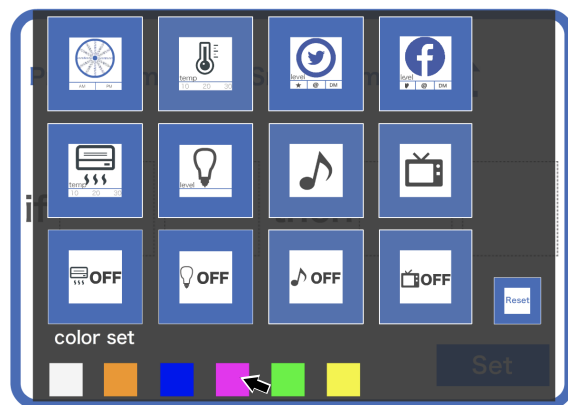 AM PM
temp
10 20 30
level
★ @ DM
level
@ DM
temp
10 20 30
level
if
OFF
OFF
OFF
OFF
Reset
color set
Set